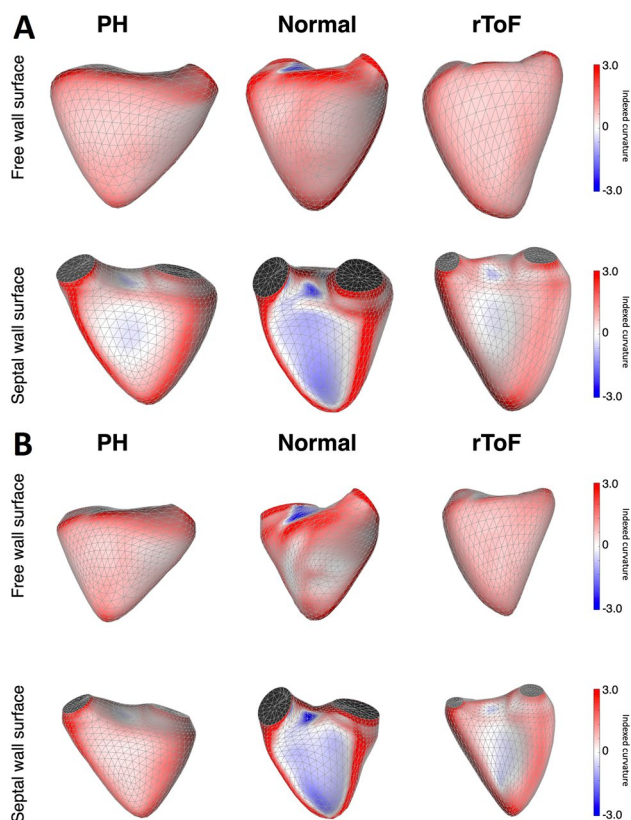 A
PH Normal rToF
Free wall surface
3.0
0
-3.0
Indexed curvature
Septal wall surface
3.0
0
-3.0
Indexed curvature
B
PH Normal rToF
Free wall surface
3.0
0
-3.0
Indexed curvature
Septal wall surface
3.0
0
-3.0
Indexed curvature